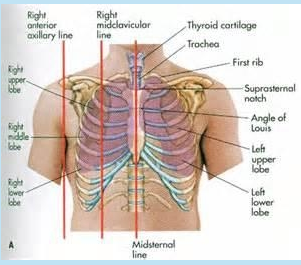 Right
anterior
axillary line
Right
midclavicular
line
Thyroid cartilage
Trachea
First rib
Suprasternal
notch
Angle of
Louis
Left
upper
lobe
Left
lower
lobe
Right
upper
lobe
Right
middle
lobe
Right
lower
lobe
A
Midsternal
line